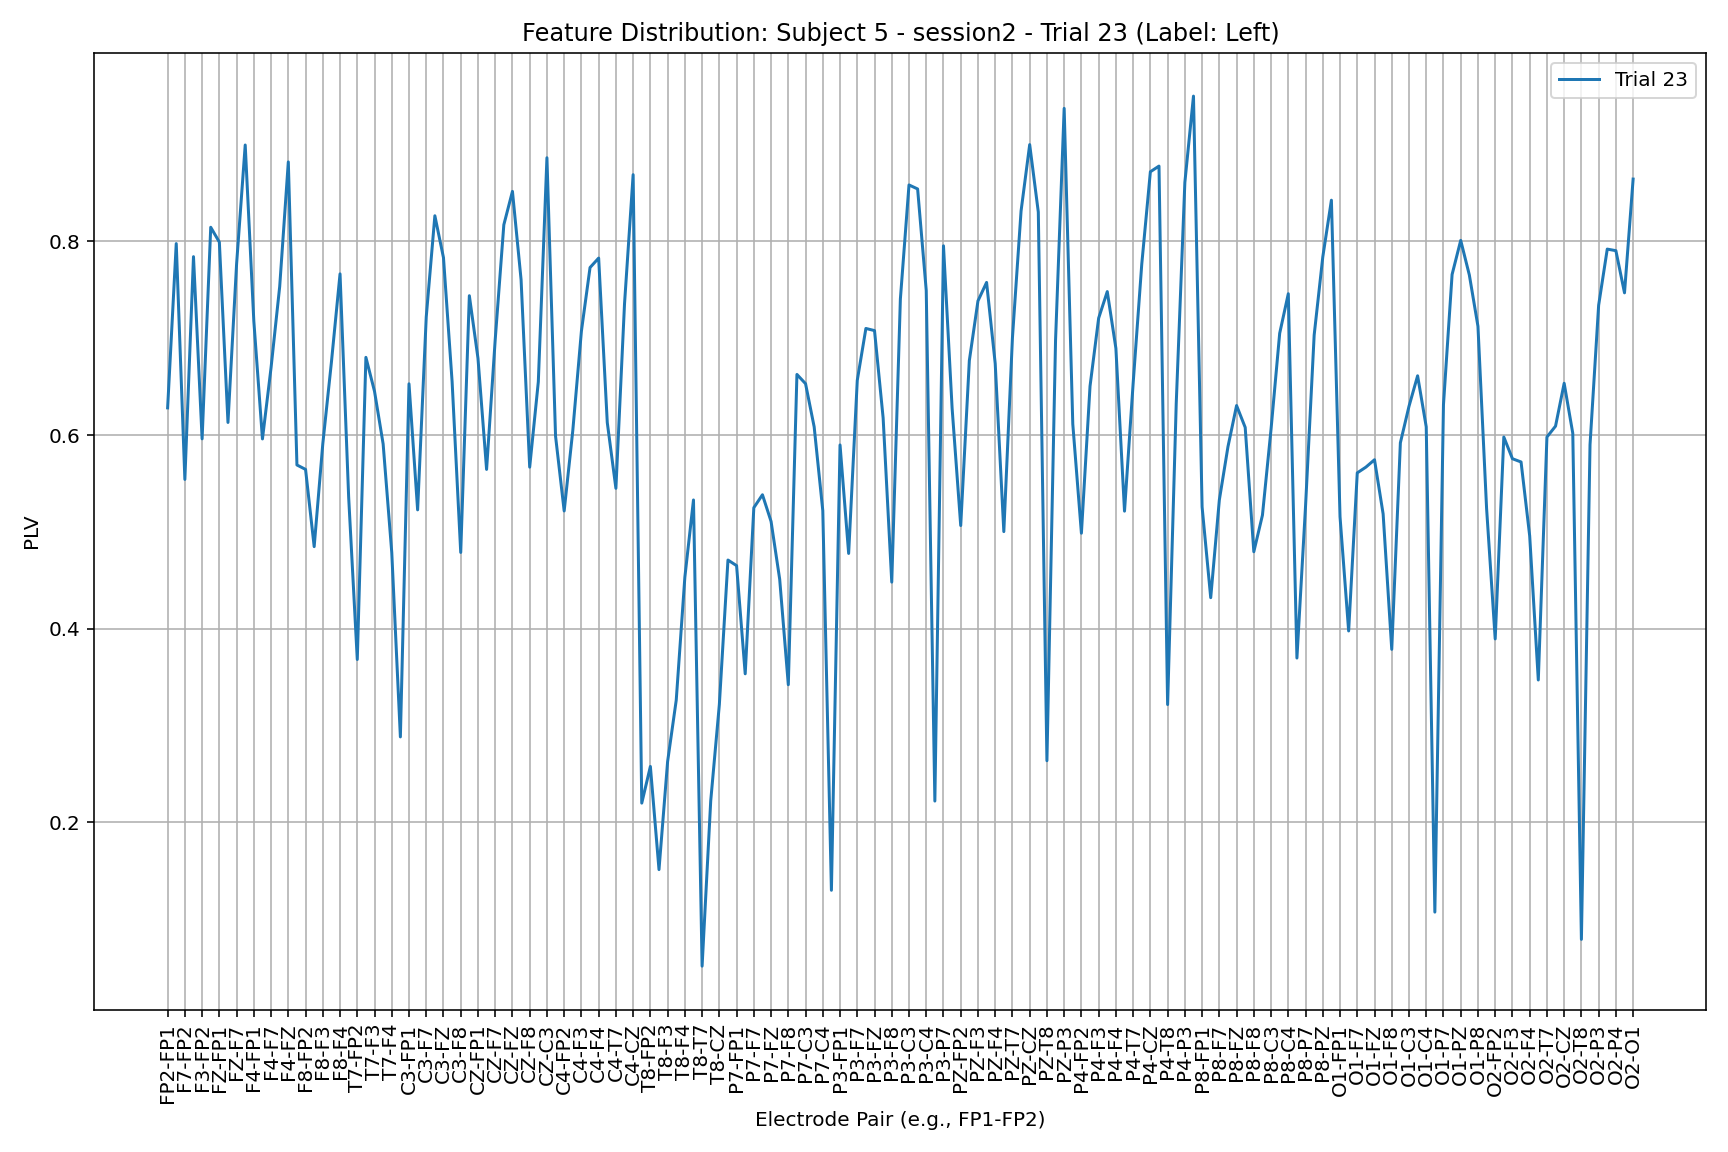 Feature Distribution: Subject 5 - session2 - Trial 23 (Label: Left)
Trial 23
PLV
0.8
0.6
0.4
0.2
FP2-FP1
F7-FP2
F3-FP2
FZ-FP1
FZ-F7
F4-FP1
F4-F7
F4-FZ
F8-FP2
F8-F3
F8-F4
T7-FP2
T7-F3
T7-F4
C3-FP1
C3-F7
C3-FZ
C3-F8
CZ-FP1
CZ-F7
CZ-FZ
CZ-F8
CZ-C3
C4-FP2
C4-F3
C4-F4
C4-T7
C4-CZ
T8-FP2
T8-F3
T8-F4
T8-T7
T8-CZ
P7-FP1
P7-F7
P7-FZ
P7-F8
P7-C3
P7-C4
P3-FP1
P3-F7
P3-FZ
P3-F8
P3-C3
P3-C4
P3-P7
PZ-FP2
PZ-F3
PZ-F4
PZ-T7
PZ-CZ
PZ-T8
PZ-P3
P4-FP2
P4-F3
P4-F4
P4-T7
P4-CZ
P4-T8
P4-P3
P8-FP1
P8-F7
P8-FZ
P8-F8
P8-C3
P8-C4
P8-P7
P8-PZ
O1-FP1
O1-F7
O1-FZ
O1-F8
O1-C3
O1-C4
O1-P7
O1-PZ
O1-P8
O2-FP2
O2-F3
O2-F4
O2-T7
O2-CZ
O2-T8
O2-P3
O2-P4
O2-O1
Electrode Pair (e.g., FP1-FP2)